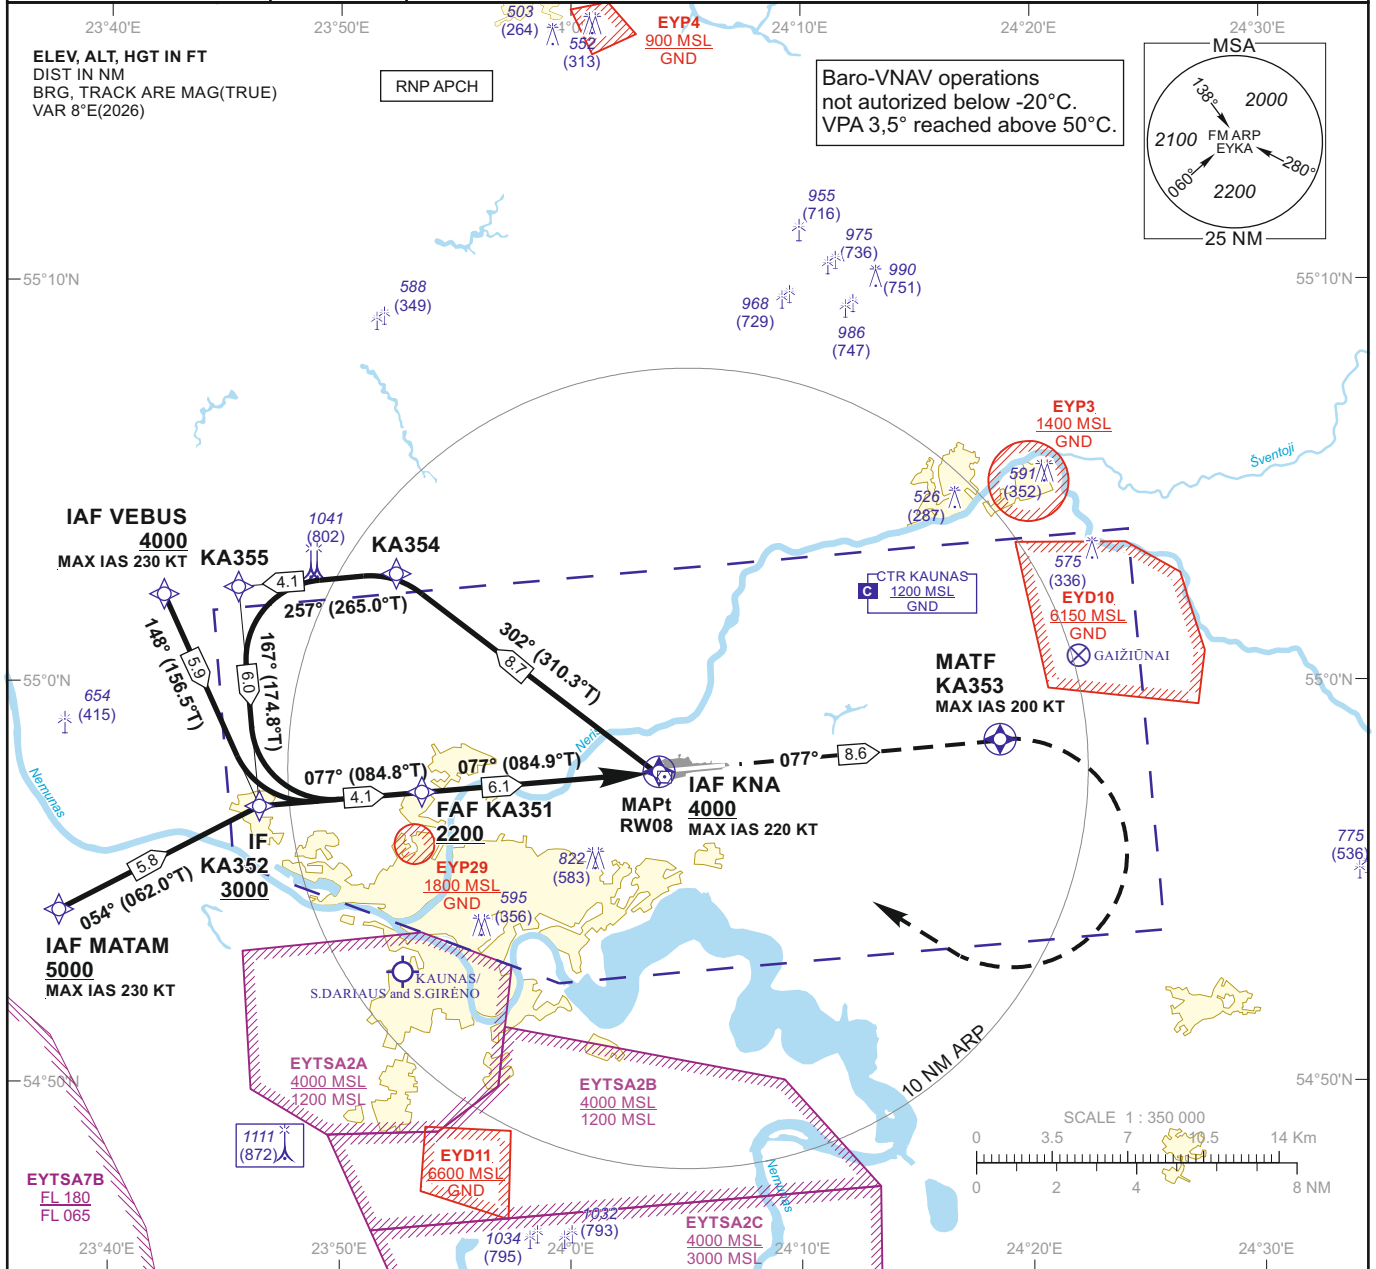 23°40'E
23°50'E
24°0'E
24°10'E
24°20'E
24°30'E
503
(264)
552
(313)
EYP4
900 MSL
GND
ELEV, ALT, HGT IN FT
DIST IN NM
BRG, TRACK ARE MAG(TRUE)
VAR 8°E(2026)
RNP APCH
Baro-VNAV operations
not autorized below -20°C.
VPA 3,5° reached above 50°C.
MSA
138°
2000
2100
FM ARP
EYKA
060°
280°
2200
25 NM
955
(716)
975
(736)
990
(751)
968
(729)
986
(747)
55°10'N
55°10'N
588
(349)
EYP3
1400 MSL
GND
591
(352)
526
(287)
Šventoji
IAF VEBUS
4000
MAX IAS 230 KT
KA355
1041
(802)
KA354
4.1
257° (265.0°T)
CTR KAUNAS
C
1200 MSL
GND
575
(336)
EYD10
6150 MSL
GND
GAIŽIŪNAI
148° (156.5°T)
5.9
167° (174.8°T)
6.0
302° (310.3°T)
8.7
MATF
KA353
MAX IAS 200 KT
55°0'N
55°0'N
654
(415)
Nemunas
Neris
077° (084.8°T)
4.1
077° (084.9°T)
6.1
077°
8.6
IAF KNA
4000
MAX IAS 220 KT
MAPt
RW08
FAF KA351
2200
IF
KA352
3000
5.8
054° (062.0°T)
IAF MATAM
5000
MAX IAS 230 KT
EYP29
1800 MSL
GND
822
(583)
595
(356)
775
(536)
KAUNAS/
S.DARIAUS and S.GIRĖNO
10 NM ARP
EYTSA2A
4000 MSL
1200 MSL
EYTSA2B
4000 MSL
1200 MSL
54°50'N
54°50'N
1111
(872)
EYD11
6600 MSL
GND
EYTSA7B
FL 180
FL 065
Nemunas
SCALE 1 : 350 000
0
3.5
7
10.5
14 Km
0
2
4
8 NM
1034
(795)
1032
(793)
EYTSA2C
4000 MSL
3000 MSL
23°40'E
23°50'E
24°0'E
24°10'E
24°20'E
24°30'E